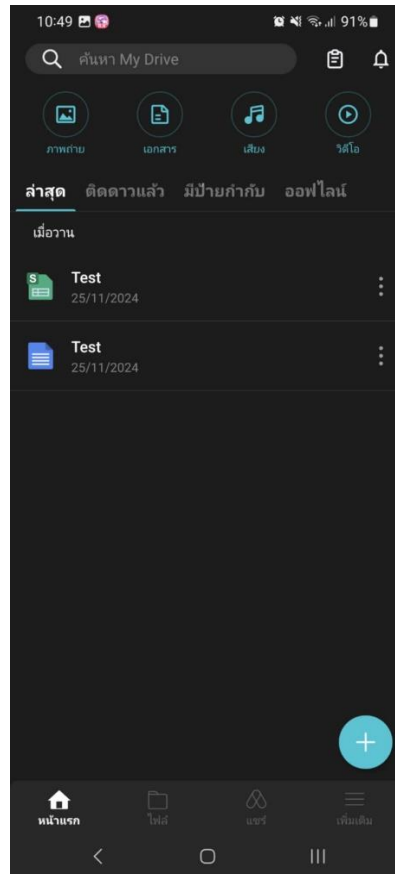 10:49 91%
ค้นหา My Drive
ภาพถ่าย เอกสาร เสียง วิดีโอ
ล่าสุด ติดดาวแล้ว มีป้ายกำกับ ออฟไลน์
เมื่อวาน
S
Test
25/11/2024
Test
25/11/2024
หน้าแรก ไฟล์ แชร์ เพิ่มเติม